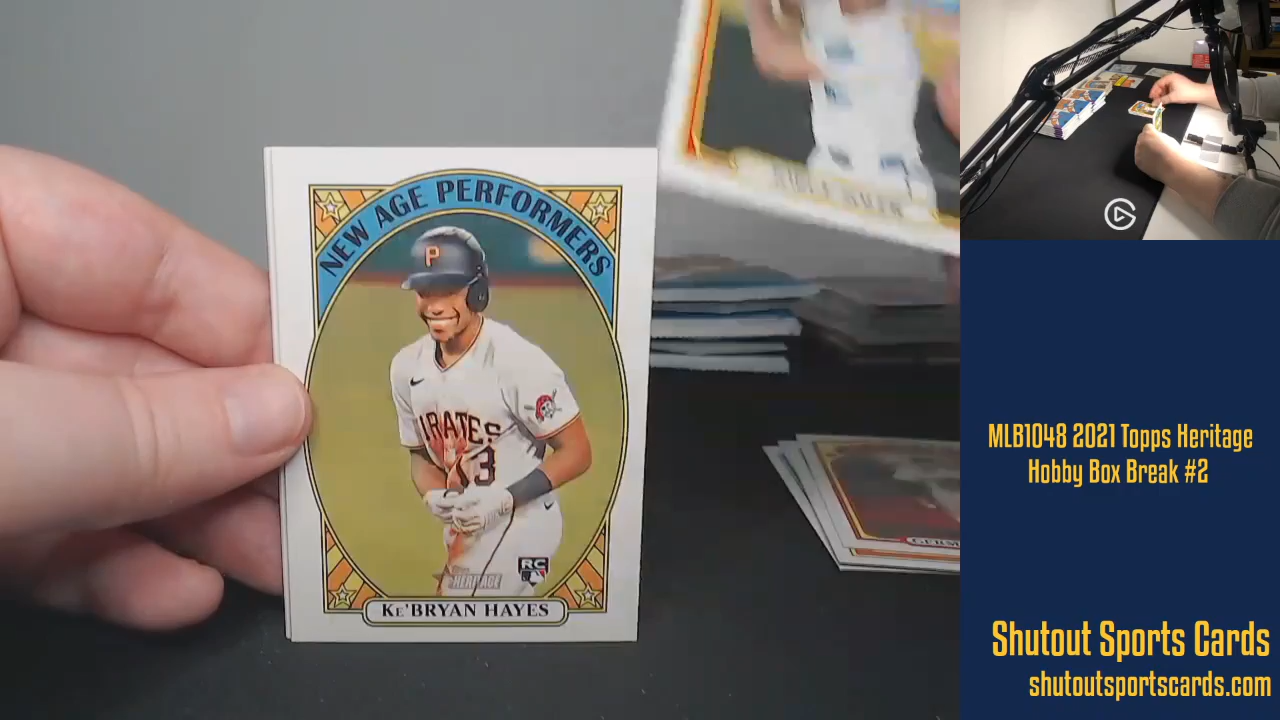 NEW AGE PERFORMERS
P
PIRATES
3
RC
HERITAGE
KE'BRYAN HAYES
MLB1048 2021 Topps Heritage
Hobby Box Break #2
Shutout Sports Cards
shutoutsportscards.com